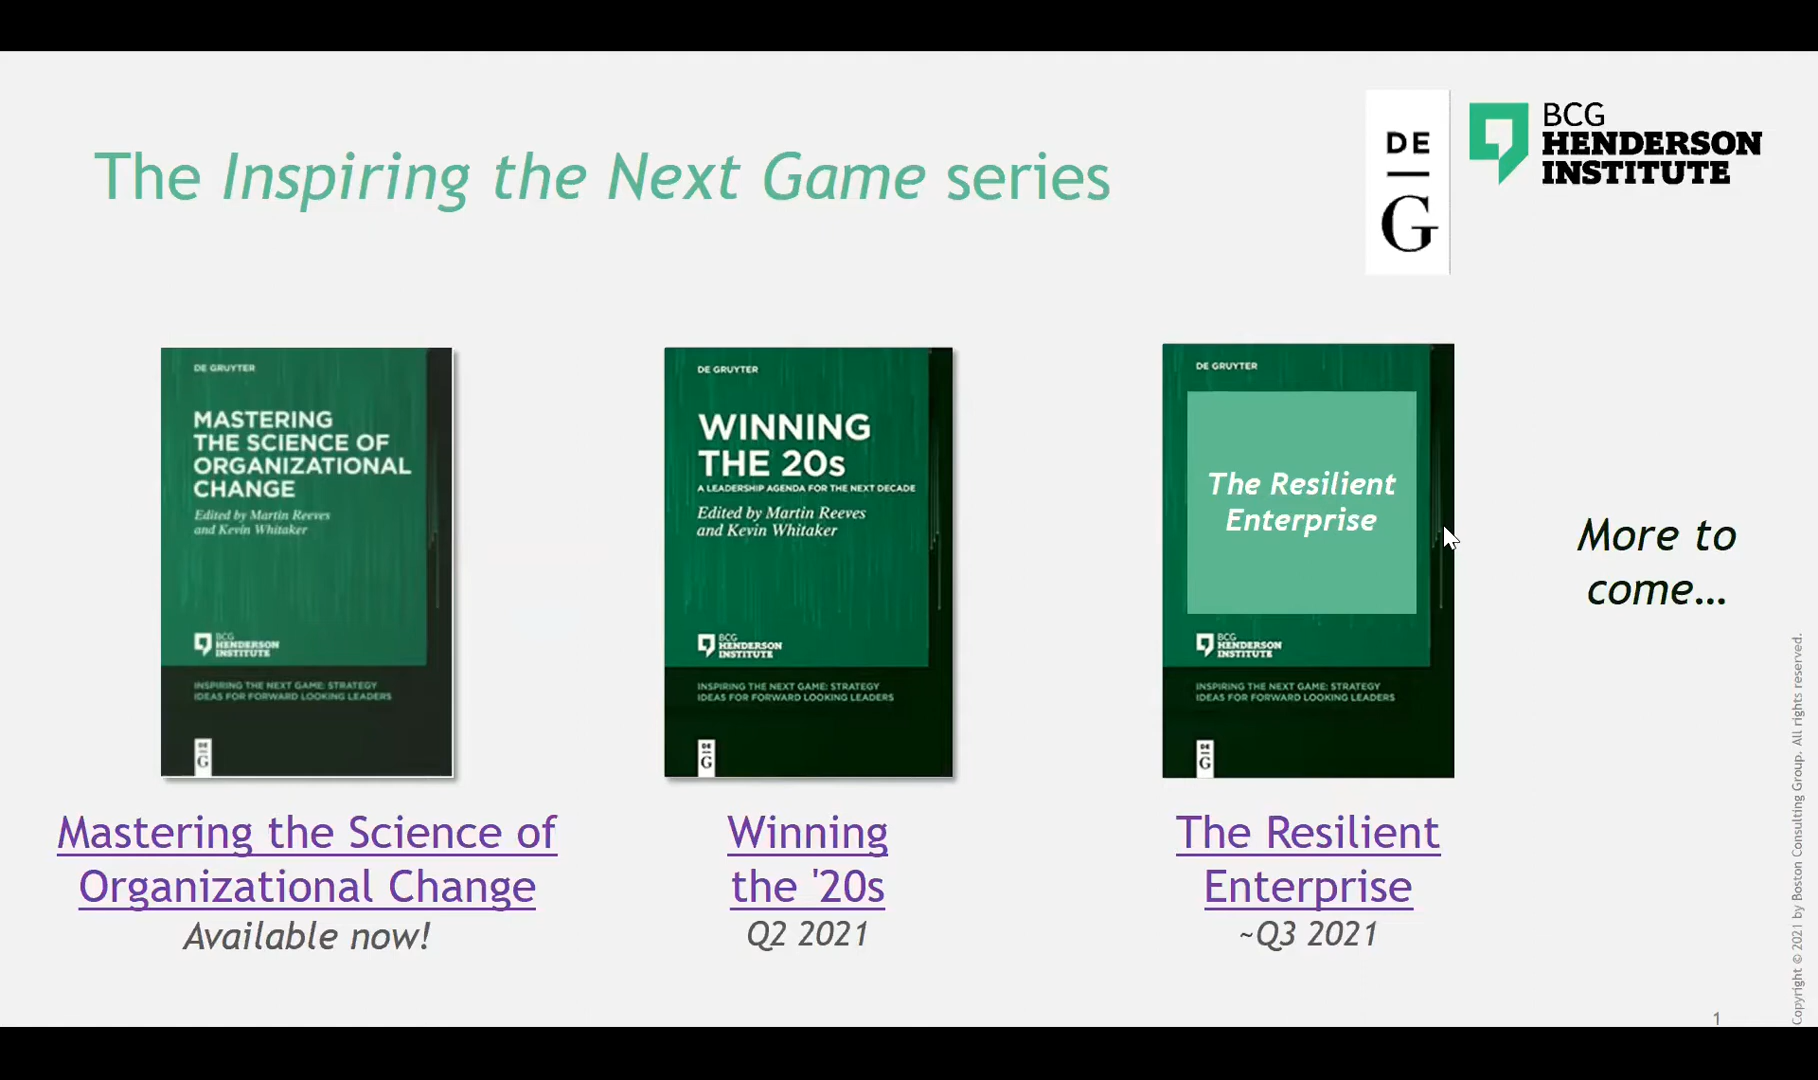 The Inspiring the Next Game series
DE
G
BCG
HENDERSON
INSTITUTE
DE GRUYTER
MASTERING
THE SCIENCE OF
ORGANIZATIONAL
CHANGE
Edited by Martin Reeves
and Kevin Whitaker
BCG
HENDERSON
INSTITUTE
INSPIRING THE NEXT GAME: STRATEGY
IDEAS FOR FORWARD LOOKING LEADERS
DE
G
Mastering the Science of
Organizational Change
Available now!
DE GRUYTER
WINNING
THE 20s
A LEADERSHIP AGENDA FOR THE NEXT DECADE
Edited by Martin Reeves
and Kevin Whitaker
BCG
HENDERSON
INSTITUTE
INSPIRING THE NEXT GAME: STRATEGY
IDEAS FOR FORWARD LOOKING LEADERS
DE
G
Winning
the '20s
Q2 2021
DE GRUYTER
The Resilient
Enterprise
BCG
HENDERSON
INSTITUTE
INSPIRING THE NEXT GAME: STRATEGY
IDEAS FOR FORWARD LOOKING LEADERS
DE
G
The Resilient
Enterprise
~Q3 2021
More to
come...
Copyright © 2021 by Boston Consulting Group. All rights reserved.
1